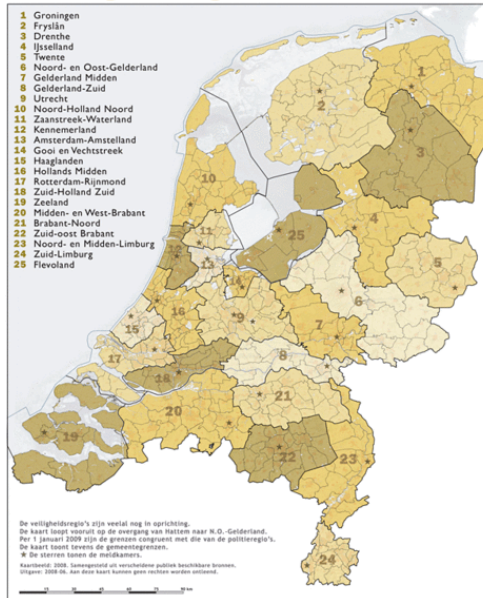 1 Groningen
2 Fryslân
3 Drenthe
4 IJsselland
5 Twente
6 Noord- en Oost-Gelderland
7 Gelderland Midden
8 Gelderland-Zuid
9 Utrecht
10 Noord-Holland Noord
11 Zaanstreek-Waterland
12 Kennemerland
13 Amsterdam-Amstelland
14 Gooi en Vechtstreek
15 Haaglanden
16 Hollands Midden
17 Rotterdam-Rijnmond
18 Zuid-Holland Zuid
19 Zeeland
20 Midden- en West-Brabant
21 Brabant-Noord
22 Zuid-oost Brabant
23 Noord- en Midden-Limburg
24 Zuid-Limburg
25 Flevoland
1
2
3
10
4
11
25
12
13
5
14
6
16
9
15
7
17
8
18
21
20
19
22
23
24
De veiligheidsregio's zijn veelal nog in oprichting.
De kaart loopt vooruit op de overgang van Hattem naar N.O.-Gelderland.
Per 1 januari 2009 zijn de grenzen congruent met die van de politieregio's.
De kaart toont tevens de gemeentegrenzen.
★ De sterren tonen de meldkamers.
Kaartbeeld: 2008. Samengesteld uit verscheidene publiek beschikbare bronnen.
Uitgave: 2008-06. Aan deze kaart kunnen geen rechten worden ontleend.